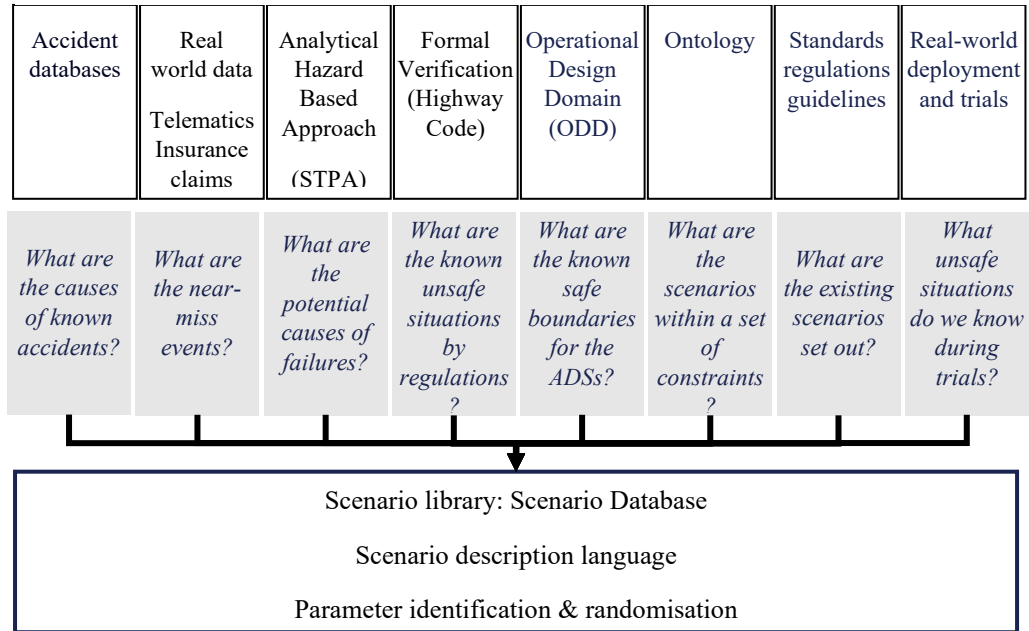 Accident
databases
Real
world data
Telematics
Insurance
claims
Analytical
Hazard
Based
Approach
(STPA)
Formal
Verification
(Highway
Code)
Operational
Design
Domain
(ODD)
Ontology
Standards
regulations
guidelines
Real-world
deployment
and trials
What are
the causes
of known
accidents?
What are
the near-
miss
events?
What are
the
potential
causes of
failures?
What are
the known
unsafe
situations
by
regulations
?
What are
the known
safe
boundaries
for the
ADSs?
What are
the
scenarios
within a set
of
constraints
?
What are
the existing
scenarios
set out?
What
unsafe
situations
do we know
during
trials?
Scenario library: Scenario Database
Scenario description language
Parameter identification & randomisation